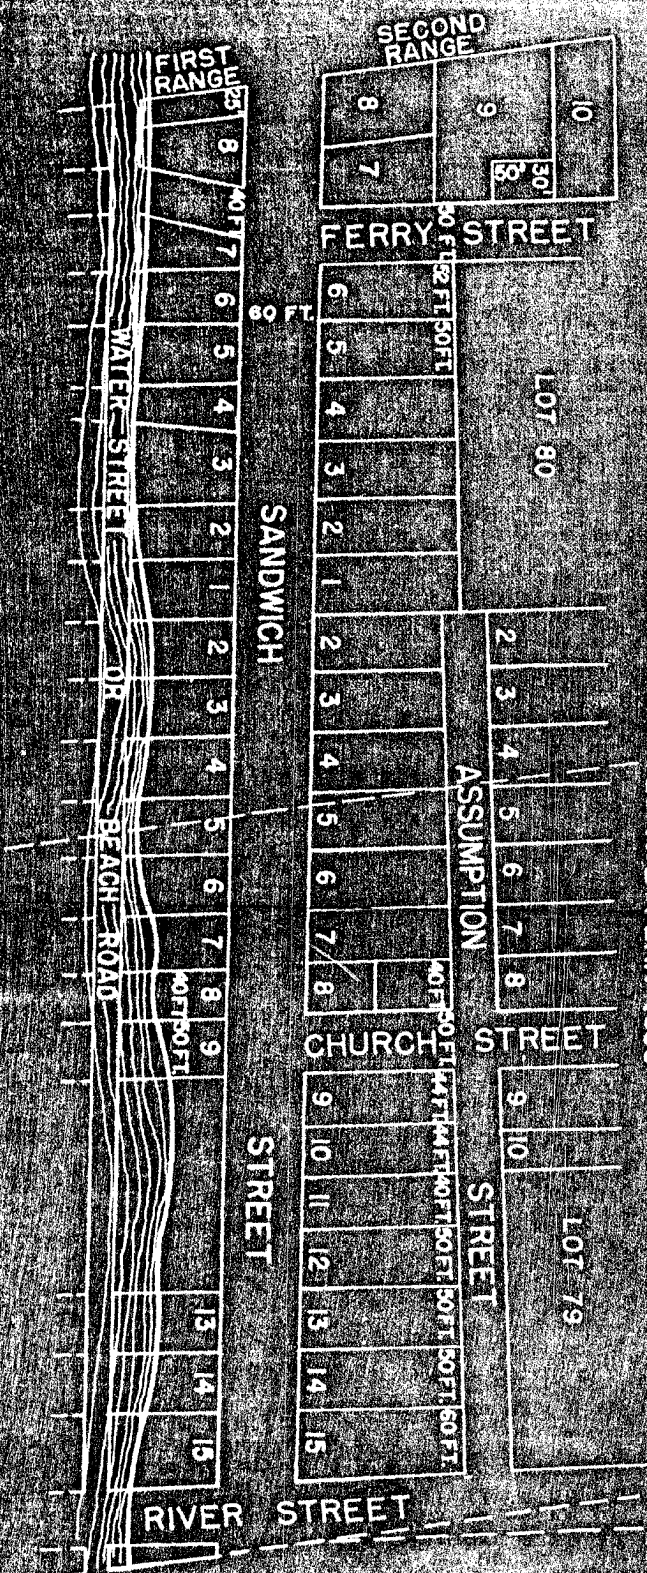 FIRST
RANGE
SECOND
RANGE
25
8
40 FT.
7
6
5
4
3
2
1
2
3
4
5
6
7
8
40 FT.
50 FT.
9
13
14
15
8
7
9
10
50'
30'
FERRY STREET
50 FT.
52 FT.
50 FT.
6
5
4
3
2
1
2
3
4
5
6
7
8
40 FT.
50 FT.
LOT 80
60 FT.
WATER STREET OR BEACH ROAD
SANDWICH STREET
ASSUMPTION STREET
2
3
4
5
6
7
8
CHURCH STREET
9
10
11
12
13
14
15
44 FT.
44 FT.
40 FT.
50 FT.
50 FT.
50 FT.
60 FT.
9
10
LOT 79
RIVER STREET